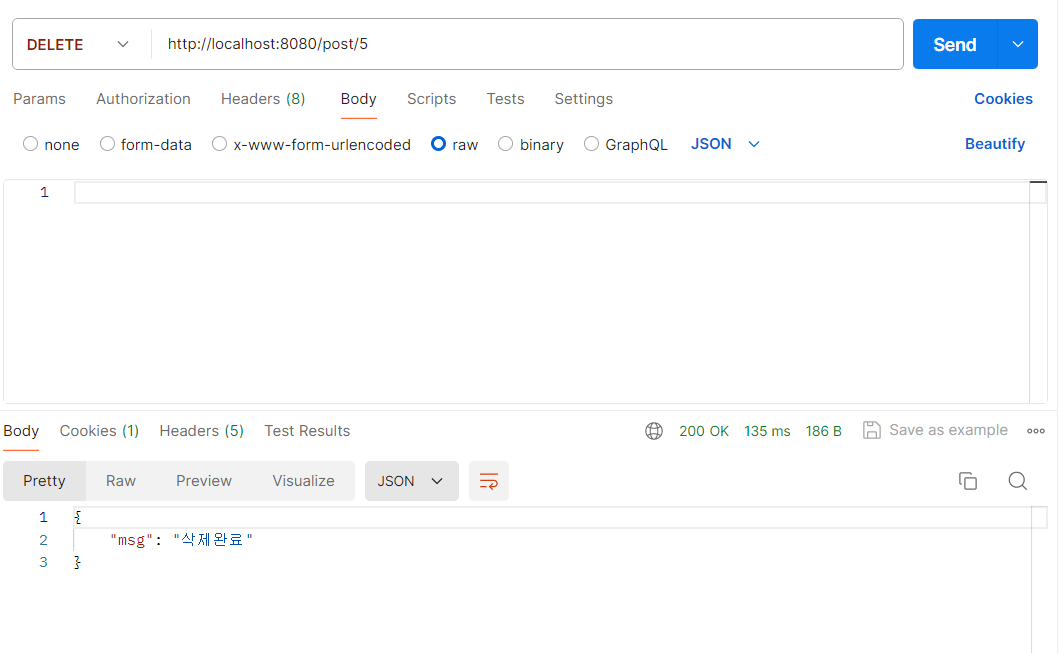 DELETE http://localhost:8080/post/5 Send
Params Authorization Headers (8) Body Scripts Tests Settings Cookies
none form-data x-www-form-urlencoded raw binary GraphQL JSON Beautify
1
Body Cookies (1) Headers (5) Test Results 200 OK 135 ms 186 B Save as example
Pretty Raw Preview Visualize JSON
1 {
2 "msg": "삭제완료"
3 }